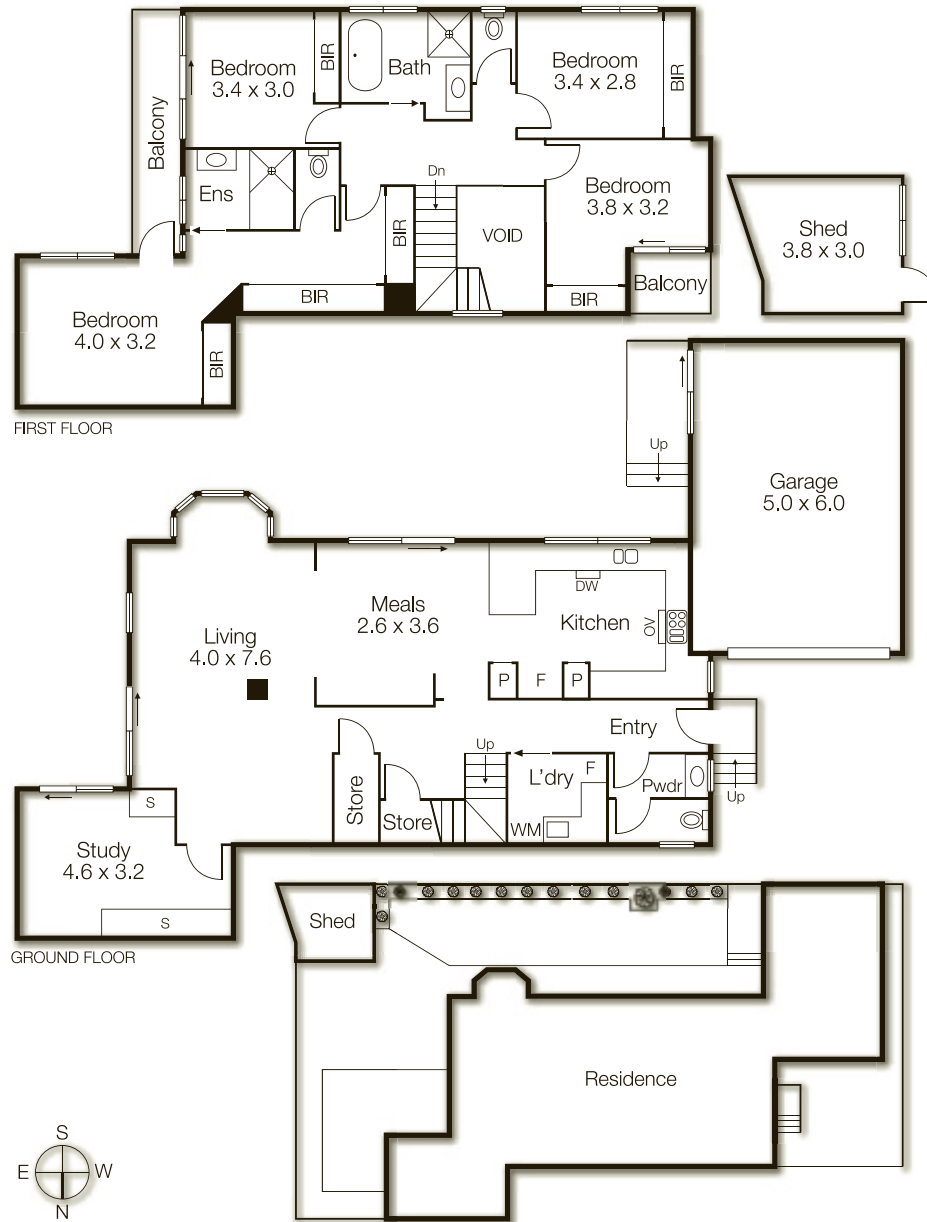 Bedroom
3.4 x 3.0
BIR
Bath
Bedroom
3.4 x 2.8
BIR
Balcony
Ens
Dn
BIR
VOID
Bedroom
3.8 x 3.2
Shed
3.8 x 3.0
BIR
BIR
Balcony
Bedroom
4.0 x 3.2
BIR
FIRST FLOOR
Up
Garage
5.0 x 6.0
Living
4.0 x 7.6
Meals
2.6 x 3.6
DW
Kitchen
OV
P
F
P
Entry
Up
L'dry
F
Pwdr
Up
Store
Store
WM
S
Study
4.6 x 3.2
S
GROUND FLOOR
Shed
Residence
S
E
W
N